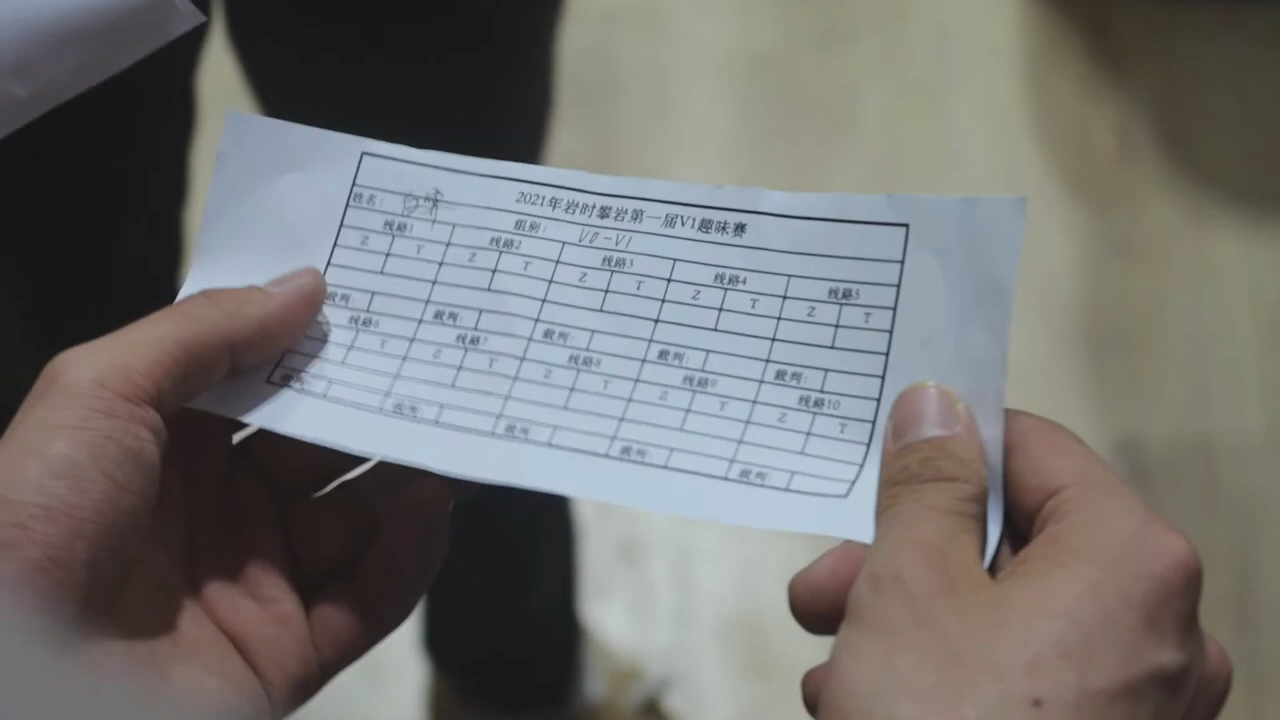 2021年岩时攀岩第一届V1趣味赛
姓名： 组别： V0-V1
线路1 线路2 线路3 线路4 线路5
Z T Z T Z T Z T Z T
裁判： 裁判： 裁判： 裁判： 裁判：
线路6 线路7 线路8 线路9 线路10
T Z T Z T Z T Z T
裁判： 裁判： 裁判： 裁判： 裁判：